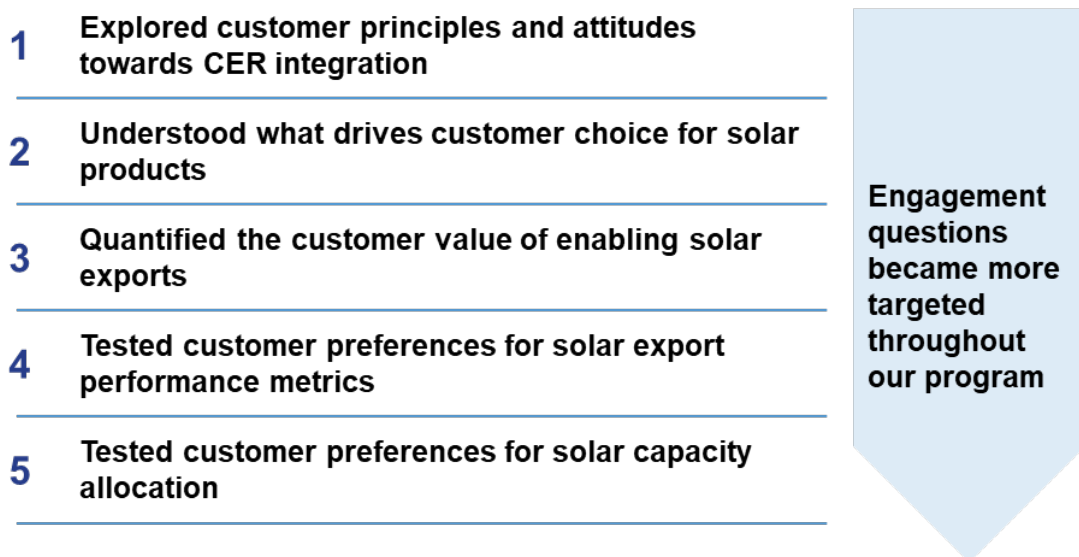 1
Explored customer principles and attitudes
towards CER integration
2
Understood what drives customer choice for solar
products
3
Quantified the customer value of enabling solar
exports
4
Tested customer preferences for solar export
performance metrics
5
Tested customer preferences for solar capacity
allocation
Engagement
questions
became more
targeted
throughout
our program